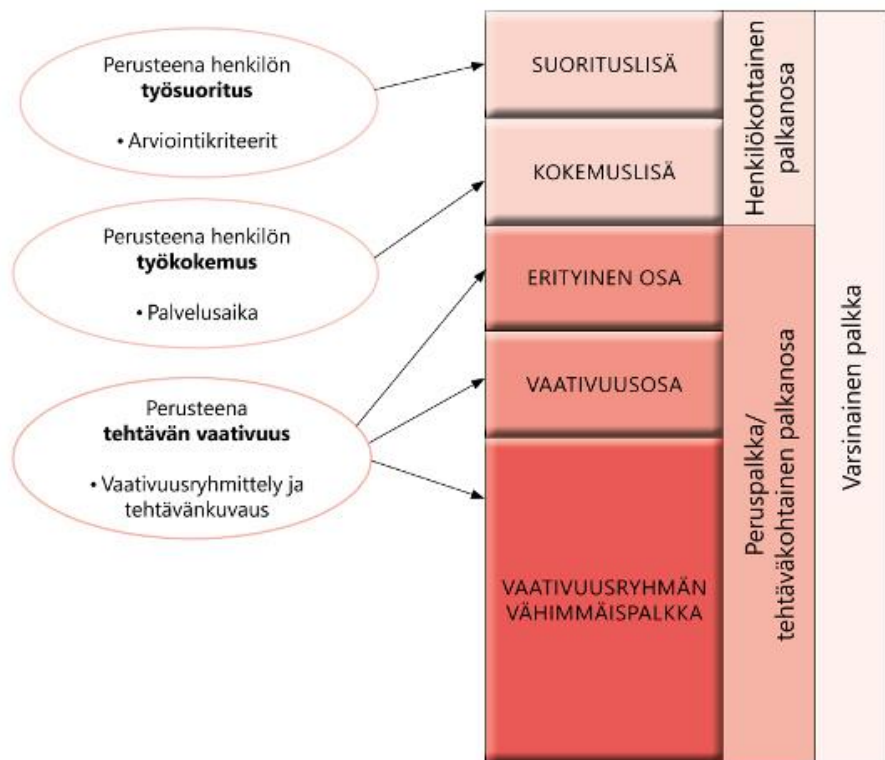 Perusteena henkilön
työsuoritus
• Arviointikriteerit
Perusteena henkilön
työkokemus
• Palvelusaika
Perusteena
tehtävän vaativuus
• Vaativuusryhmittely ja
tehtävänkuvaus
SUORITUSLISÄ
KOKEMUSLISÄ
ERITYINEN OSA
VAATIVUUSOSA
VAATIVUUSRYHMÄN
VÄHIMMÄISPALKKA
Henkilökohtainen
palkanosa
Peruspalkka/
tehtäväkohtainen palkanosa
Varsinainen palkka